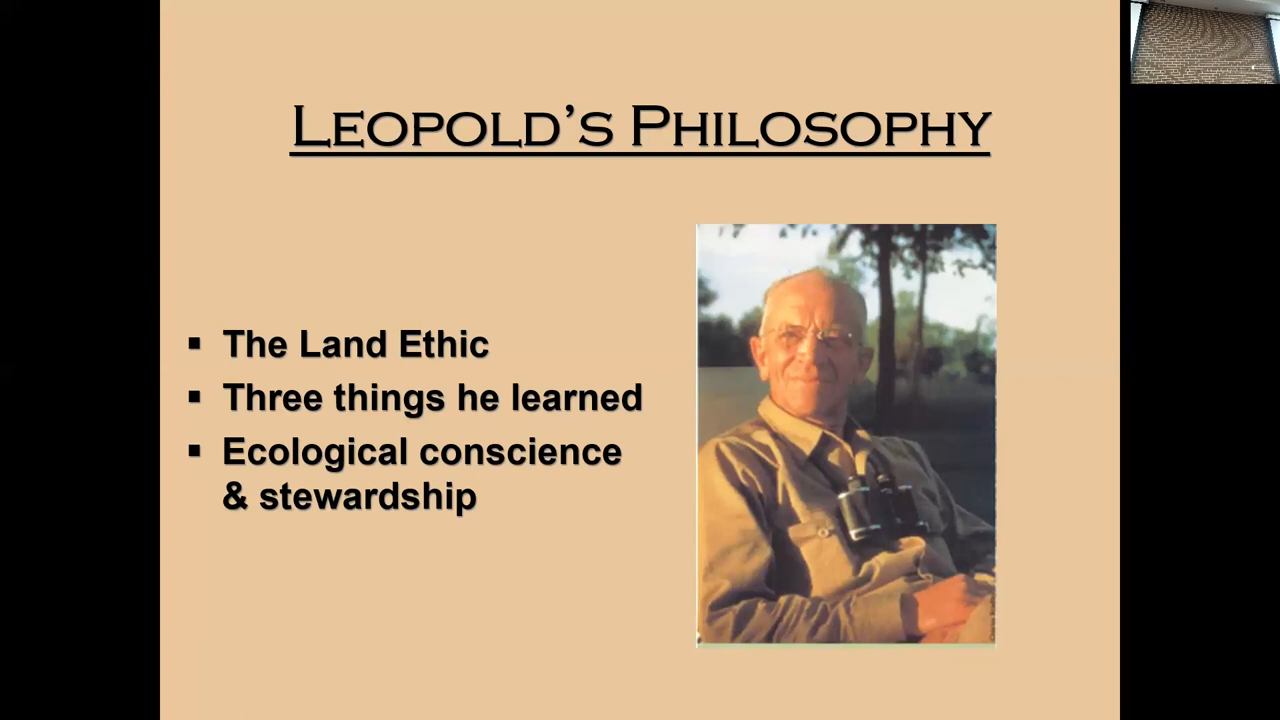 LEOPOLD'S PHILOSOPHY
▪ The Land Ethic
▪ Three things he learned
▪ Ecological conscience
& stewardship